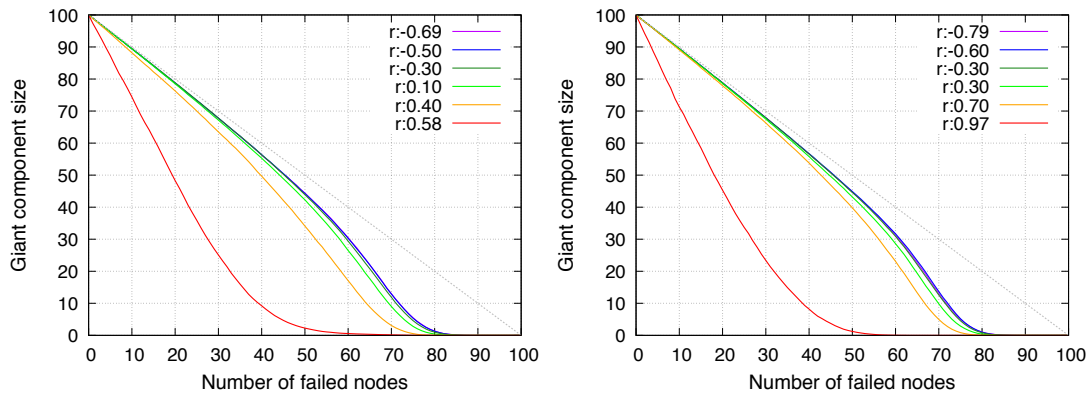 Giant component size
100
90
80
70
60
50
40
30
20
10
0
r:-0.69
r:-0.50
r:-0.30
r:0.10
r:0.40
r:0.58
0 10 20 30 40 50 60 70 80 90 100
Number of failed nodes
Giant component size
100
90
80
70
60
50
40
30
20
10
0
r:-0.79
r:-0.60
r:-0.30
r:0.30
r:0.70
r:0.97
0 10 20 30 40 50 60 70 80 90 100
Number of failed nodes